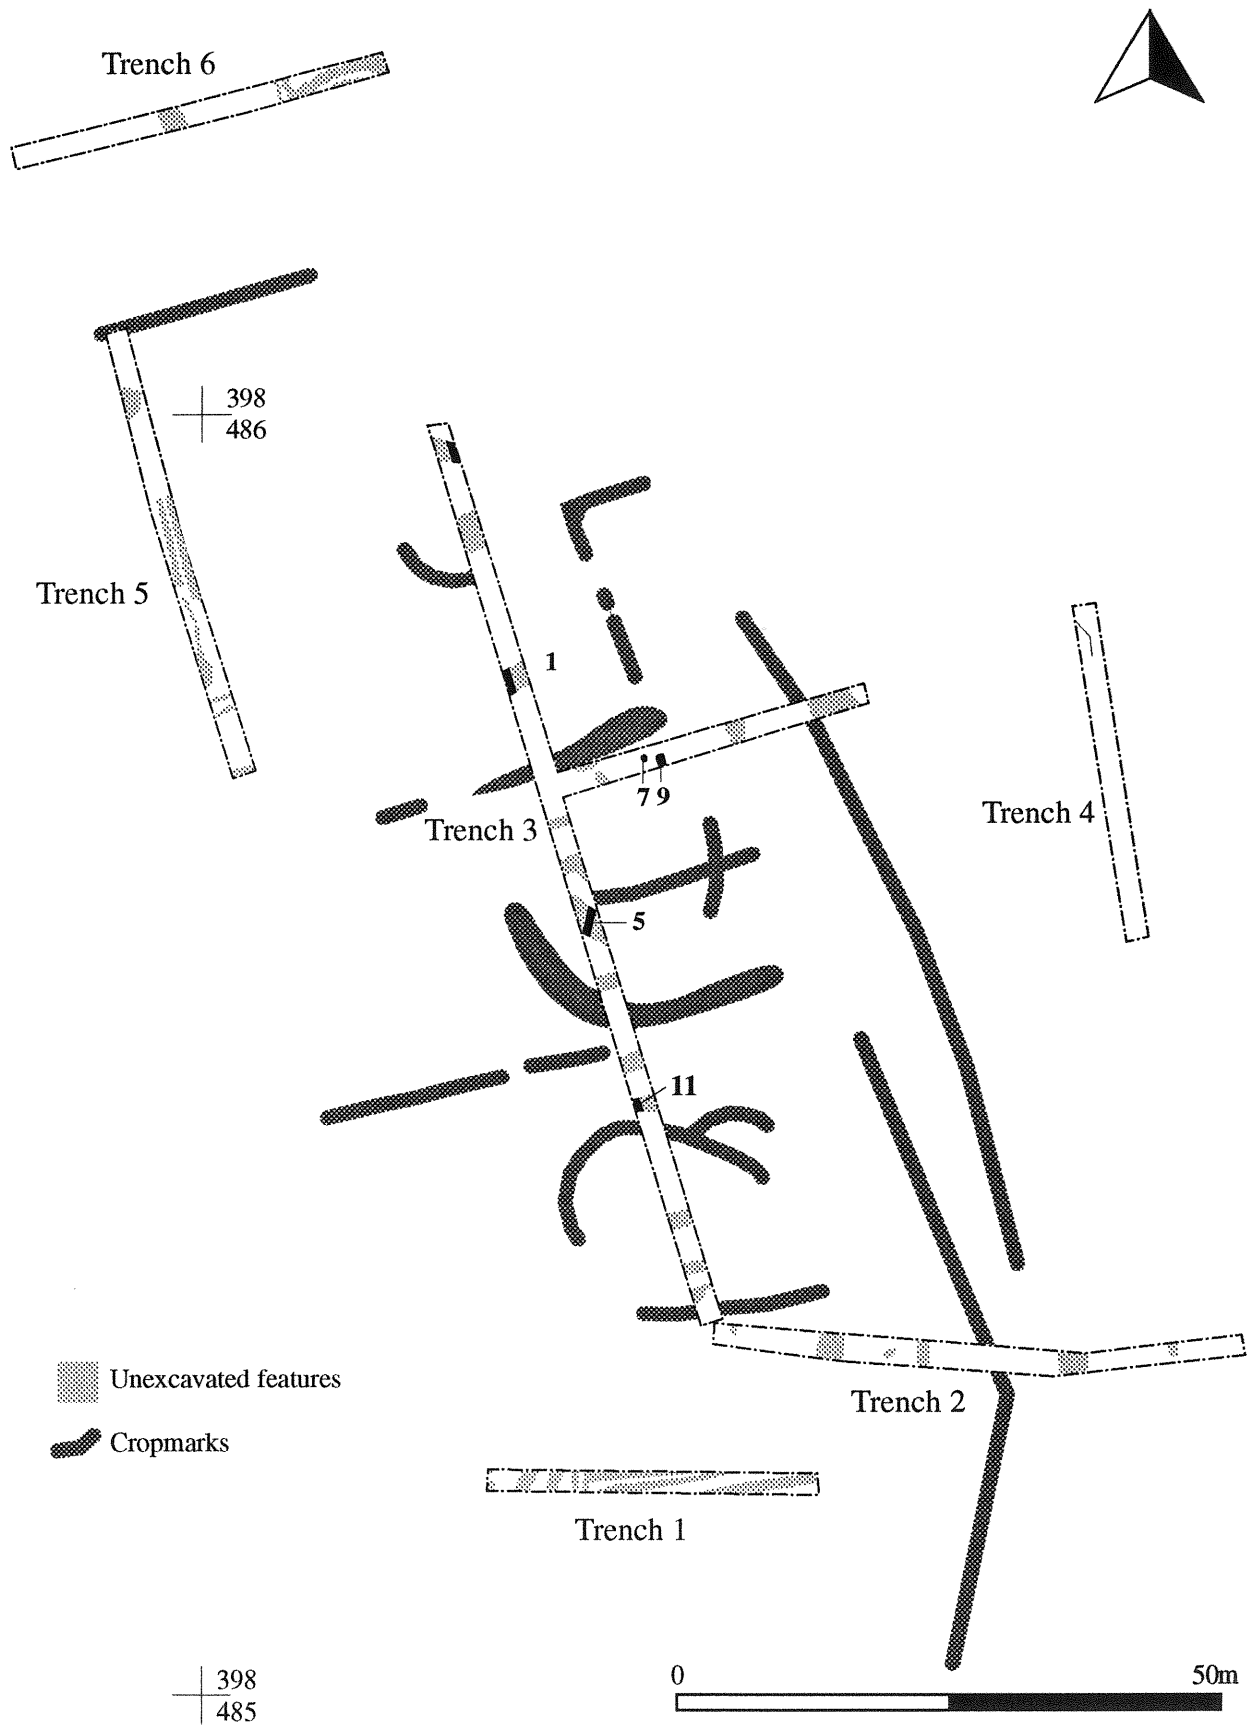 Trench 6
398
486
Trench 5
1
7 9
Trench 3
Trench 4
5
11
Unexcavated features
Trench 2
Cropmarks
Trench 1
398
485
0
50m